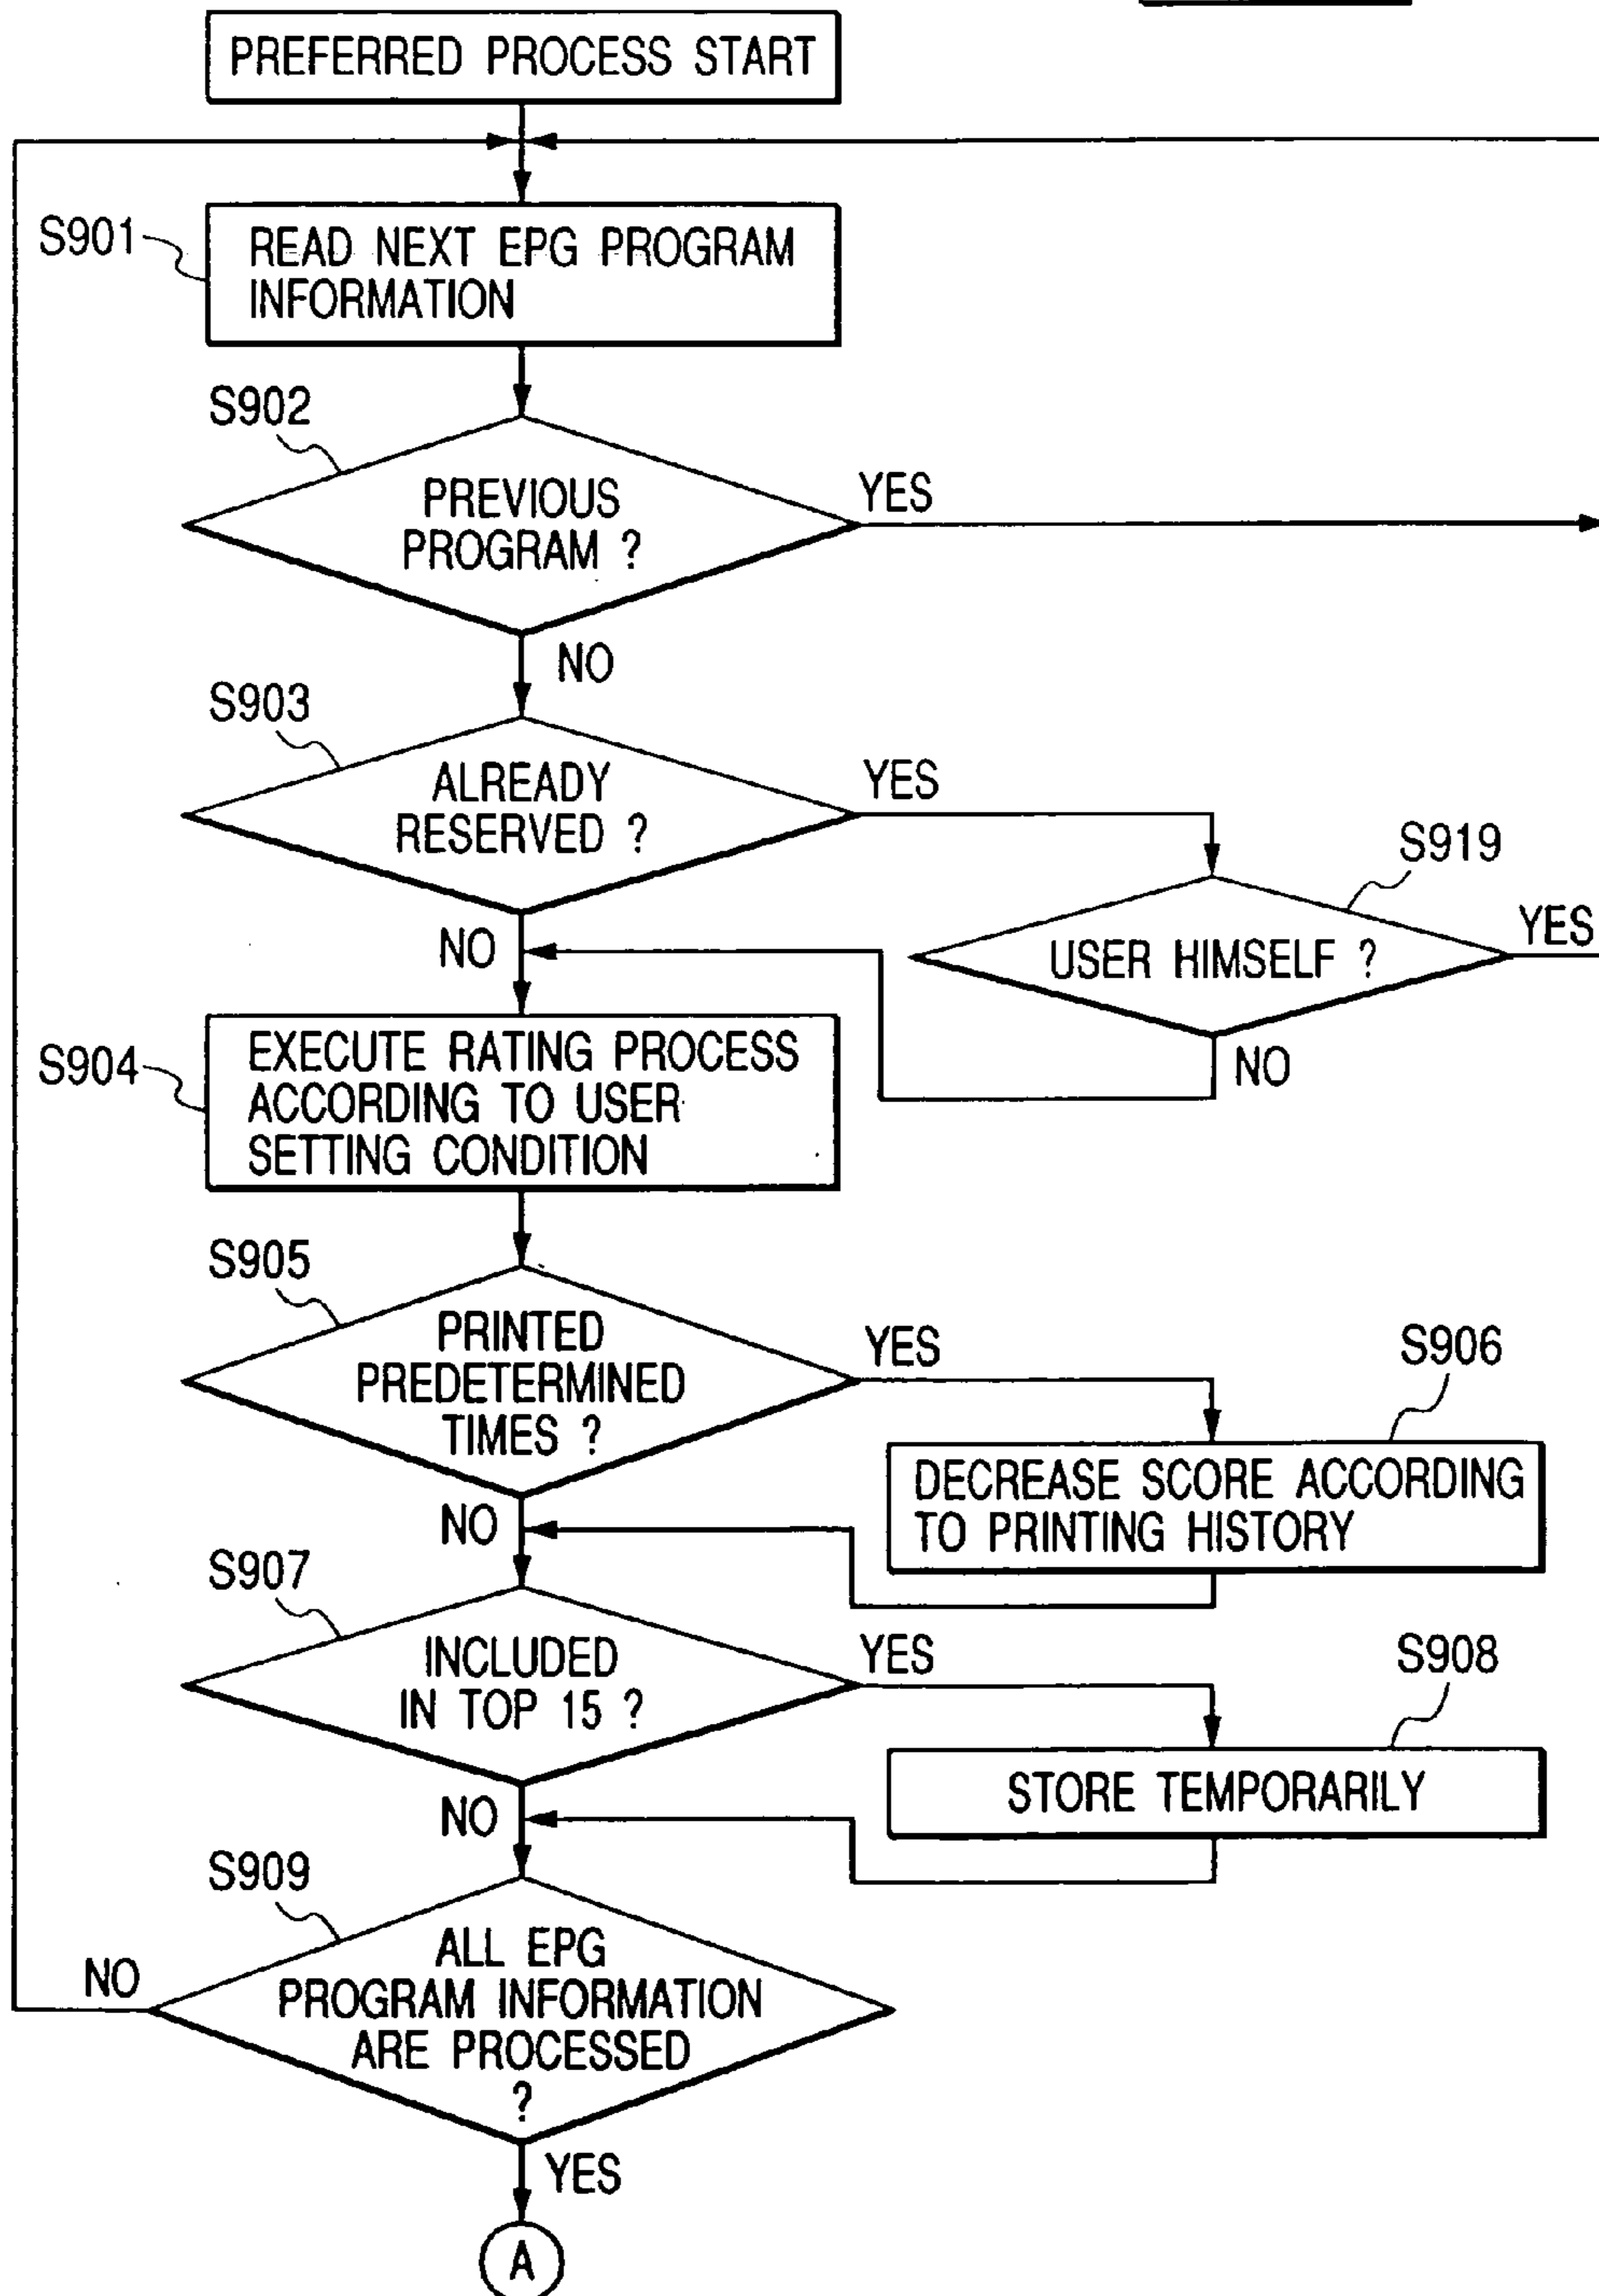 PREFERRED PROCESS START
S901
READ NEXT EPG PROGRAM
INFORMATION
S902
PREVIOUS
PROGRAM ?
YES
NO
S903
ALREADY
RESERVED ?
YES
S919
USER HIMSELF ?
YES
NO
NO
S904
EXECUTE RATING PROCESS
ACCORDING TO USER
SETTING CONDITION
S905
PRINTED
PREDETERMINED
TIMES ?
YES
S906
DECREASE SCORE ACCORDING
TO PRINTING HISTORY
NO
S907
INCLUDED
IN TOP 15 ?
YES
S908
STORE TEMPORARILY
NO
S909
ALL EPG
PROGRAM INFORMATION
ARE PROCESSED
?
NO
YES
A